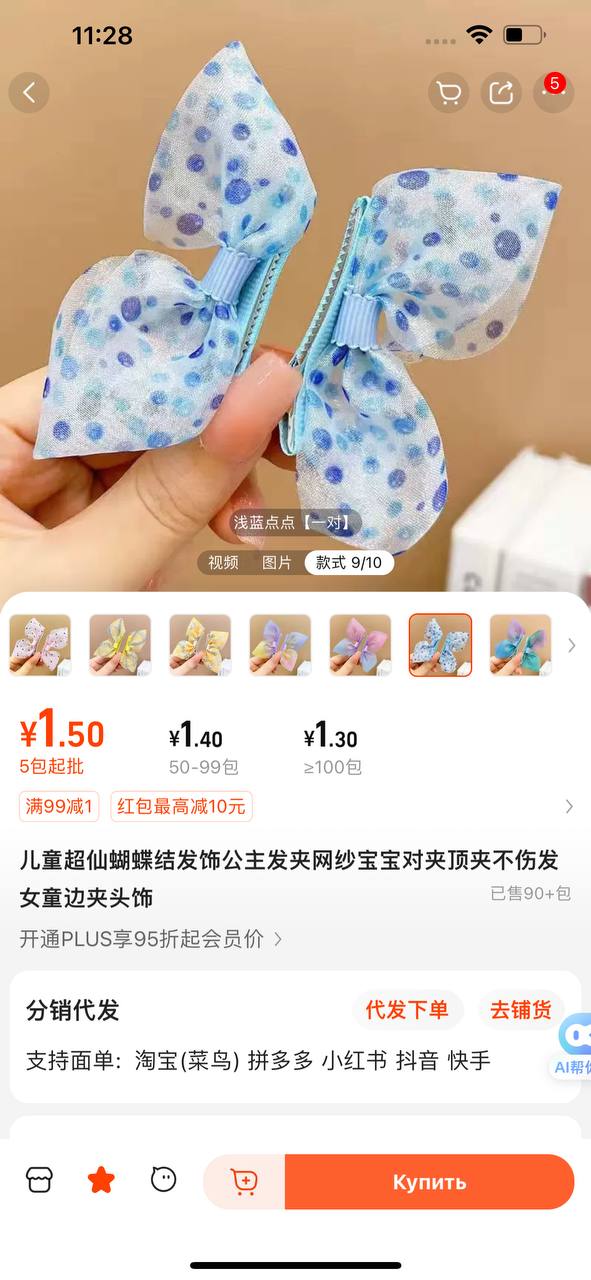 11:28
5
浅蓝点点【一对】
视频 图片 款式 9/10
¥1.50 ¥1.40 ¥1.30
5包起批 50-99包 ≥100包
满99减1 红包最高减10元
儿童超仙蝴蝶结发饰公主发夹网纱宝宝对夹顶夹不伤发
女童边夹头饰
已售90+包
开通PLUS享95折起会员价
分销代发 代发下单 去铺货
支持面单: 淘宝(菜鸟) 拼多多 小红书 抖音 快手
AI帮
Купить